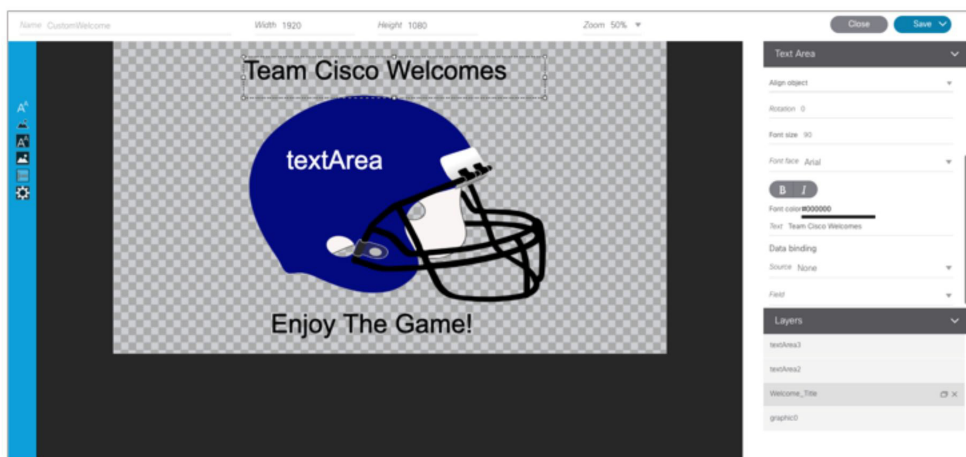 Name CustomWelcome
Width 1920
Height 1080
Zoom 50%
Close
Save
Team Cisco Welcomes
textArea
Enjoy The Game!
Text Area
Align object
Rotation 0
Font size 90
Font face Arial
B I
Font color#000000
Text Team Cisco Welcomes
Data binding
Source None
Field
Layers
textArea3
textArea2
Welcome_Title
graphic0